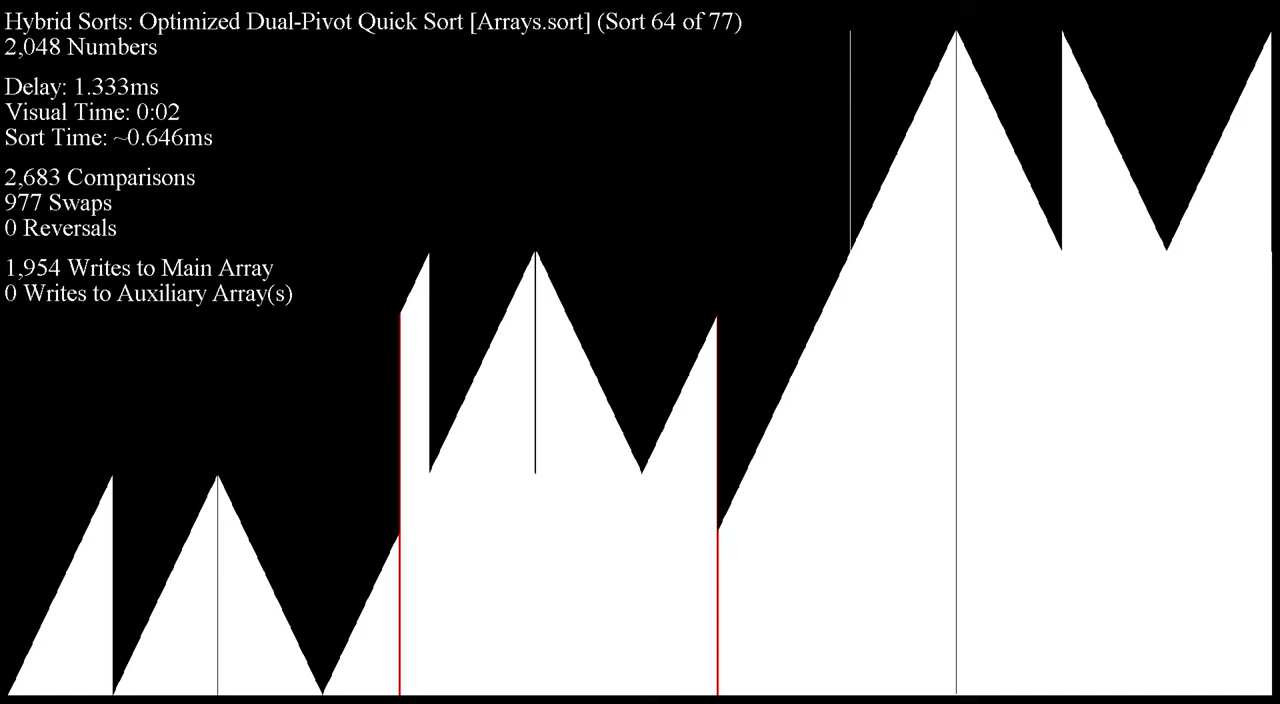 Hybrid Sorts: Optimized Dual-Pivot Quick Sort [Arrays.sort] (Sort 64 of 77)
2,048 Numbers
Delay: 1.333ms
Visual Time: 0:02
Sort Time: ~0.646ms
2,683 Comparisons
977 Swaps
0 Reversals
1,954 Writes to Main Array
0 Writes to Auxiliary Array(s)